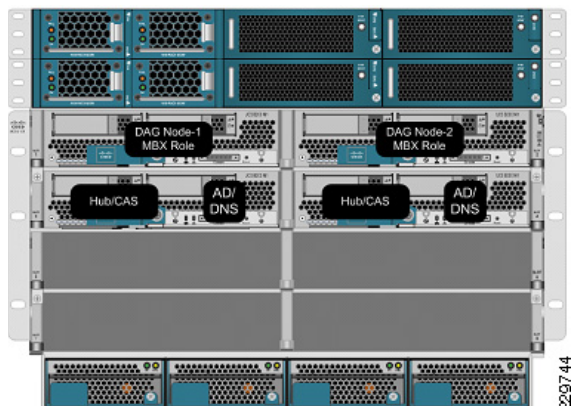 DAG Node-1
MBX Role
DAG Node-2
MBX Role
Hub/CAS
AD/
DNS
Hub/CAS
AD/
DNS
229744